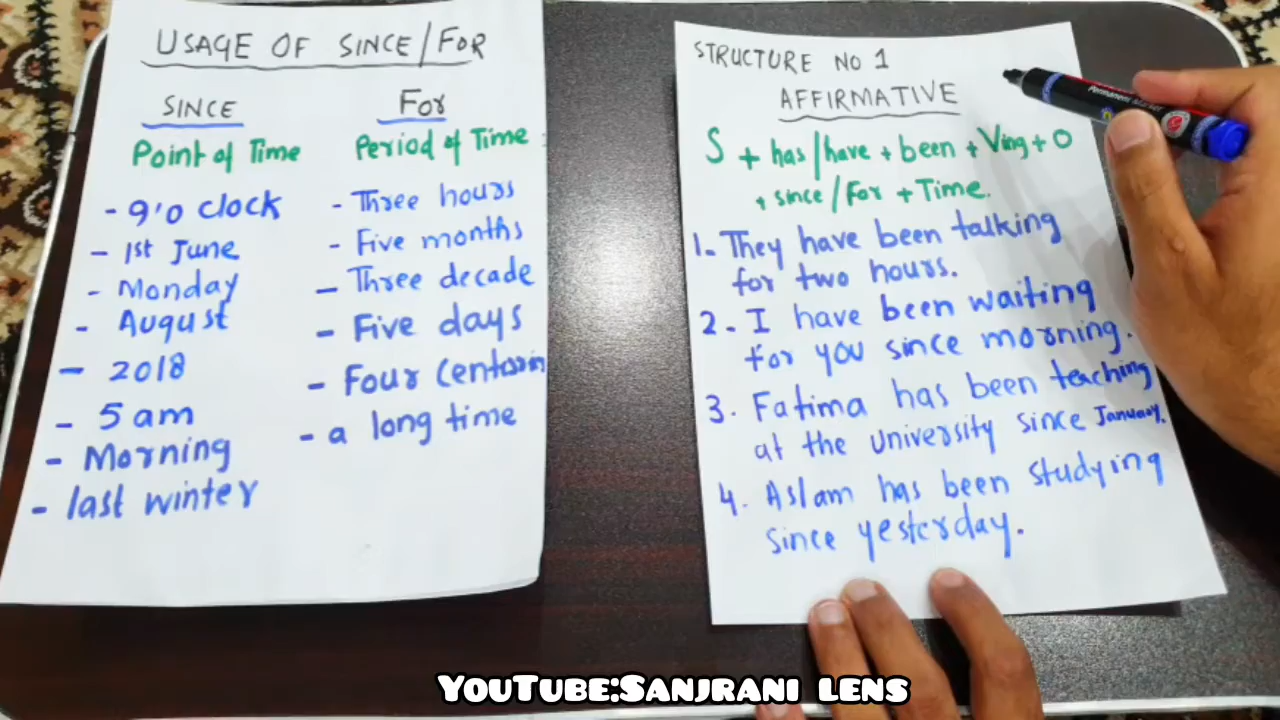 USAGE OF SINCE/FOR
SINCE
Point of Time
- 9'o clock
- 1st June
- Monday
- August
- 2018
- 5 am
- Morning
- last winter
For
Period of Time :
- Three hours
- Five months
- Three decade
- Five days
- Four
- a long time
STRUCTURE NO 1
AFFIRMATIVE
S + has/have + been + Ving + O
+ since/For + Time.
1. They have been talking
for two hours.
2. I have been waiting
for you since morning.
3. Fatima has been teaching
at the university since January.
4. Aslam has been studying
since yesterday.
Permanent Marker
YouTube:Sanjrani lens